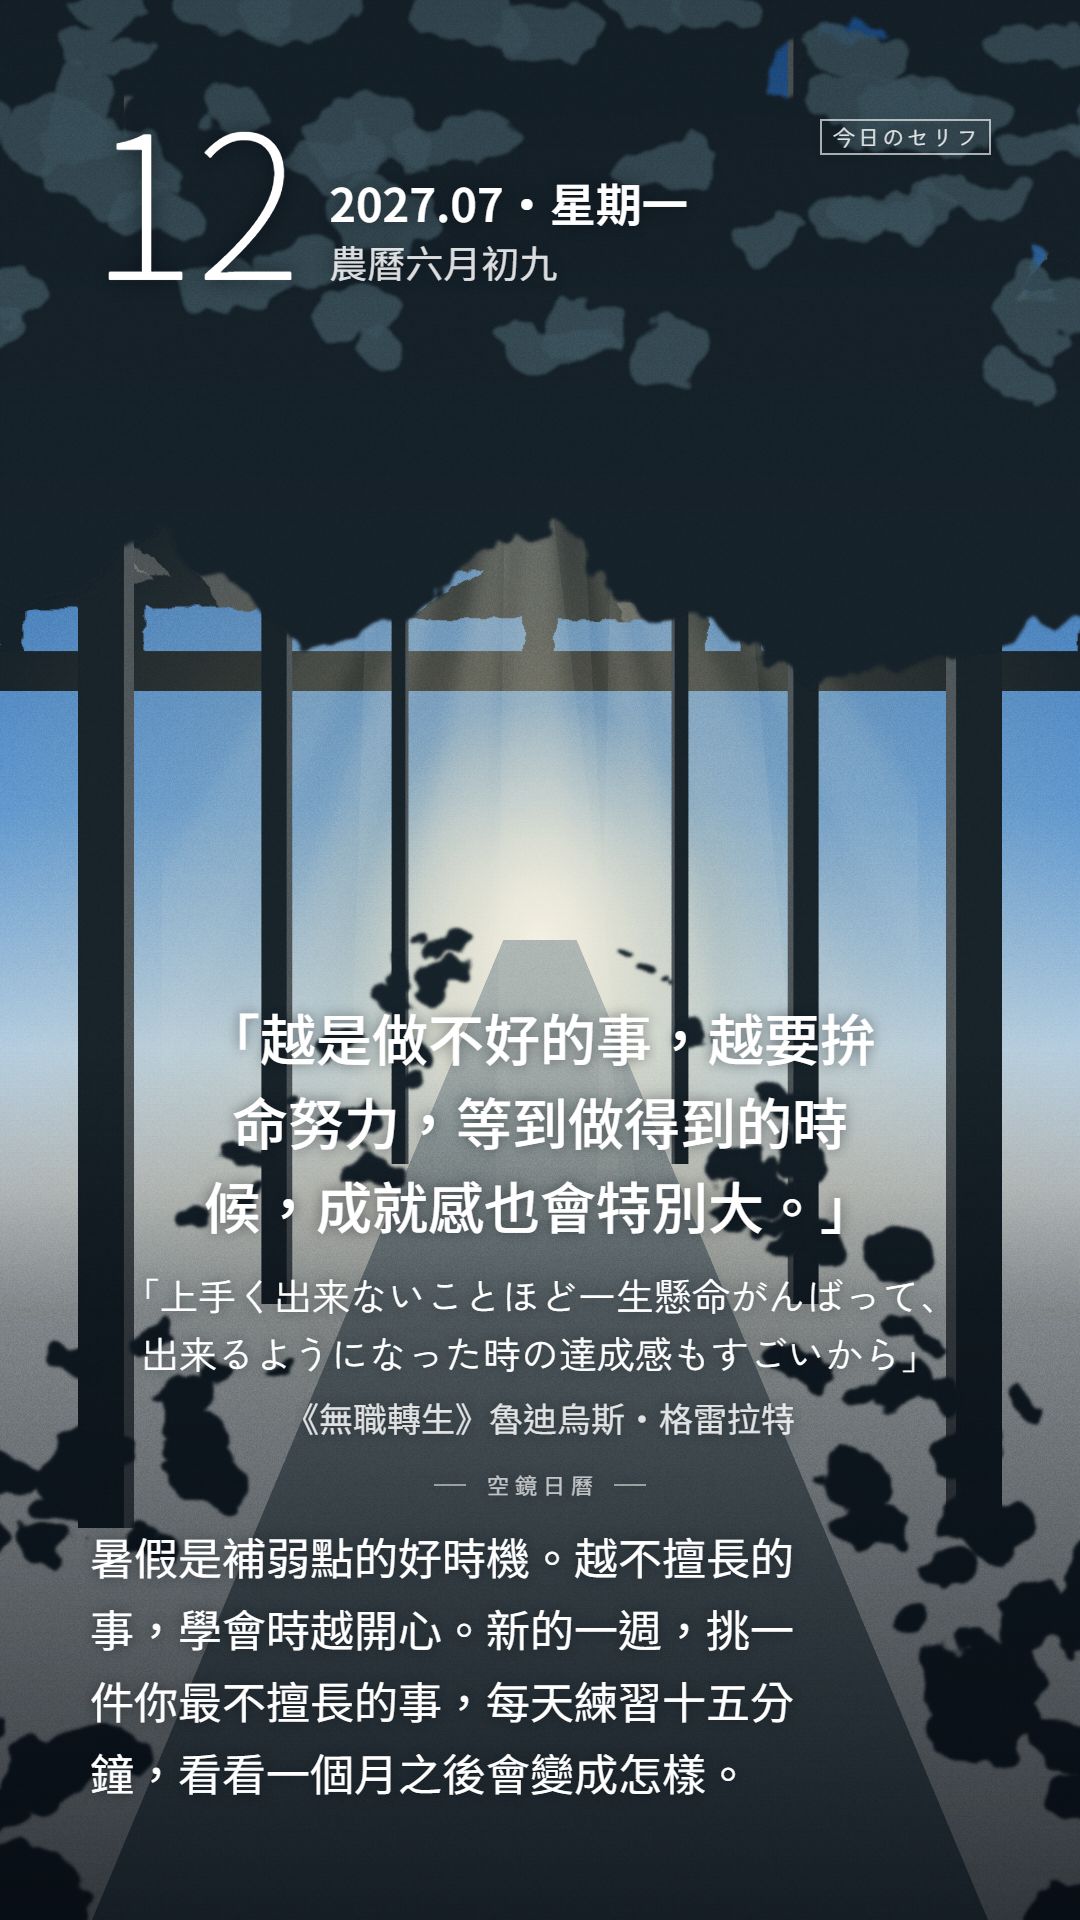 12
2027.07・星期一
農曆六月初九
今日のセリフ
「越是做不好的事，越要拚
命努力，等到做得到的時
候，成就感也會特別大。」
「上手く出来ないことほど一生懸命がんばって、
出来るようになった時の達成感もすごいから」
《無職轉生》魯迪烏斯・格雷拉特
空鏡日曆
暑假是補弱點的好時機。越不擅長的
事，學會時越開心。新的一週，挑一
件你最不擅長的事，每天練習十五分
鐘，看看一個月之後會變成怎樣。